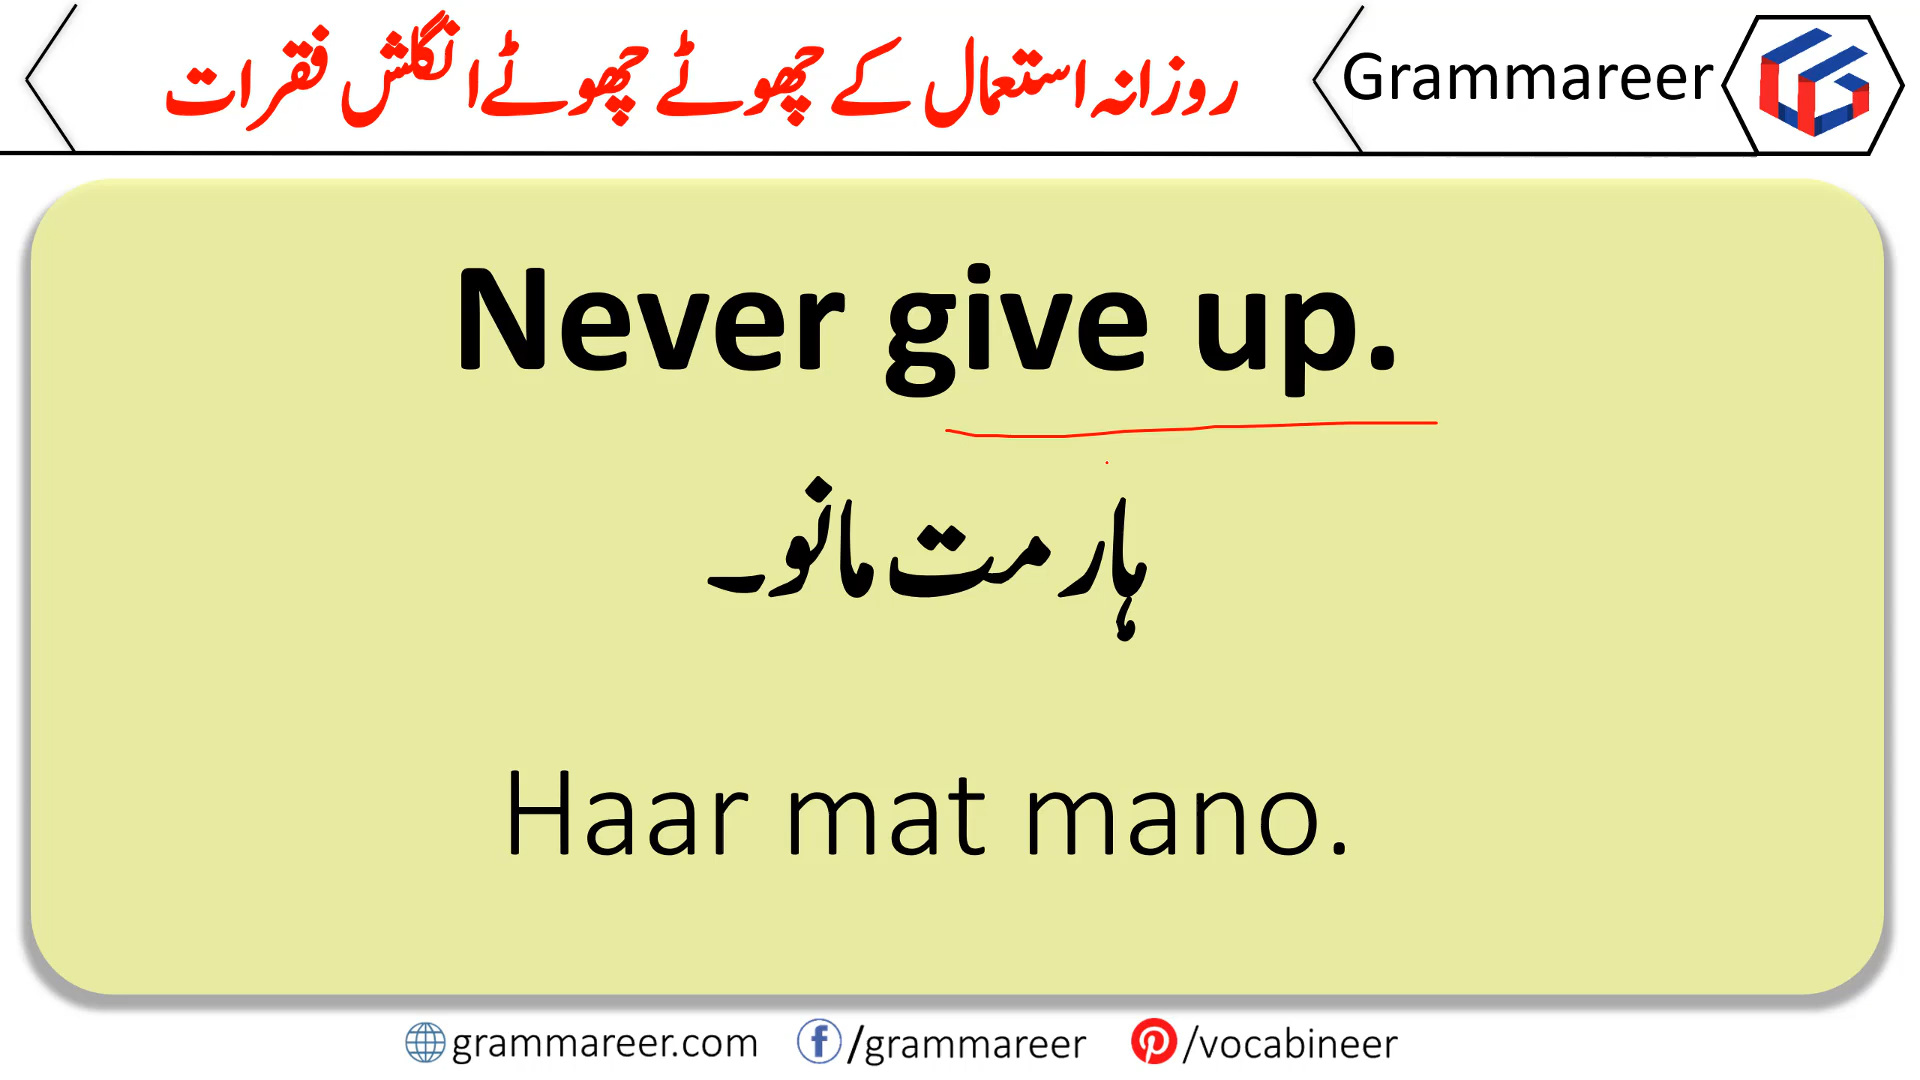 روزانہ استعمال کے چھوٹے چھوٹے انگلش فقرات
Grammareer
Never give up.
ہار مت مانو۔
Haar mat mano.
grammareer.com /grammareer /vocabineer